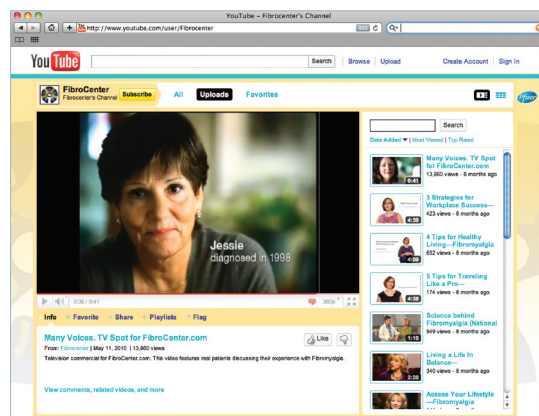 YouTube – Fibrocenter's Channel
http://www.youtube.com/user/Fibrocenter
RSS
YouTube
Search
Browse
Upload
Create Account
Sign In
FibroCenter
Fibrocenter's Channel
Subscribe
All
Uploads
Favorites
Pfizer
Jessie
diagnosed in 1998
0:36 / 0:41
360p
Info
Favorite
Share
Playlists
Flag
Many Voices. TV Spot for FibroCenter.com
From: Fibrocenter | May 11, 2010 | 13,960 views
Like
Television commercial for FibroCenter.com. This video features real patients discussing their experience with Fibromyalgia.
View comments, related videos, and more
Search
Date Added ▼ | Most Viewed | Top Rated
0:41
Many Voices. TV Spot
for FibroCenter.com
13,960 views - 8 months ago
4:39
3 Strategies for
Workplace Success—
423 views - 8 months ago
4:09
4 Tips for Healthy
Living—Fibromyalgia
652 views - 8 months ago
4:38
5 Tips for Traveling
Like a Pro—
174 views - 8 months ago
1:18
Science behind
Fibromyalgia (National
949 views - 8 months ago
3:28
Living a Life In
Balance—
340 views - 8 months ago
Assess Your Lifestyle
—Fibromyalgia